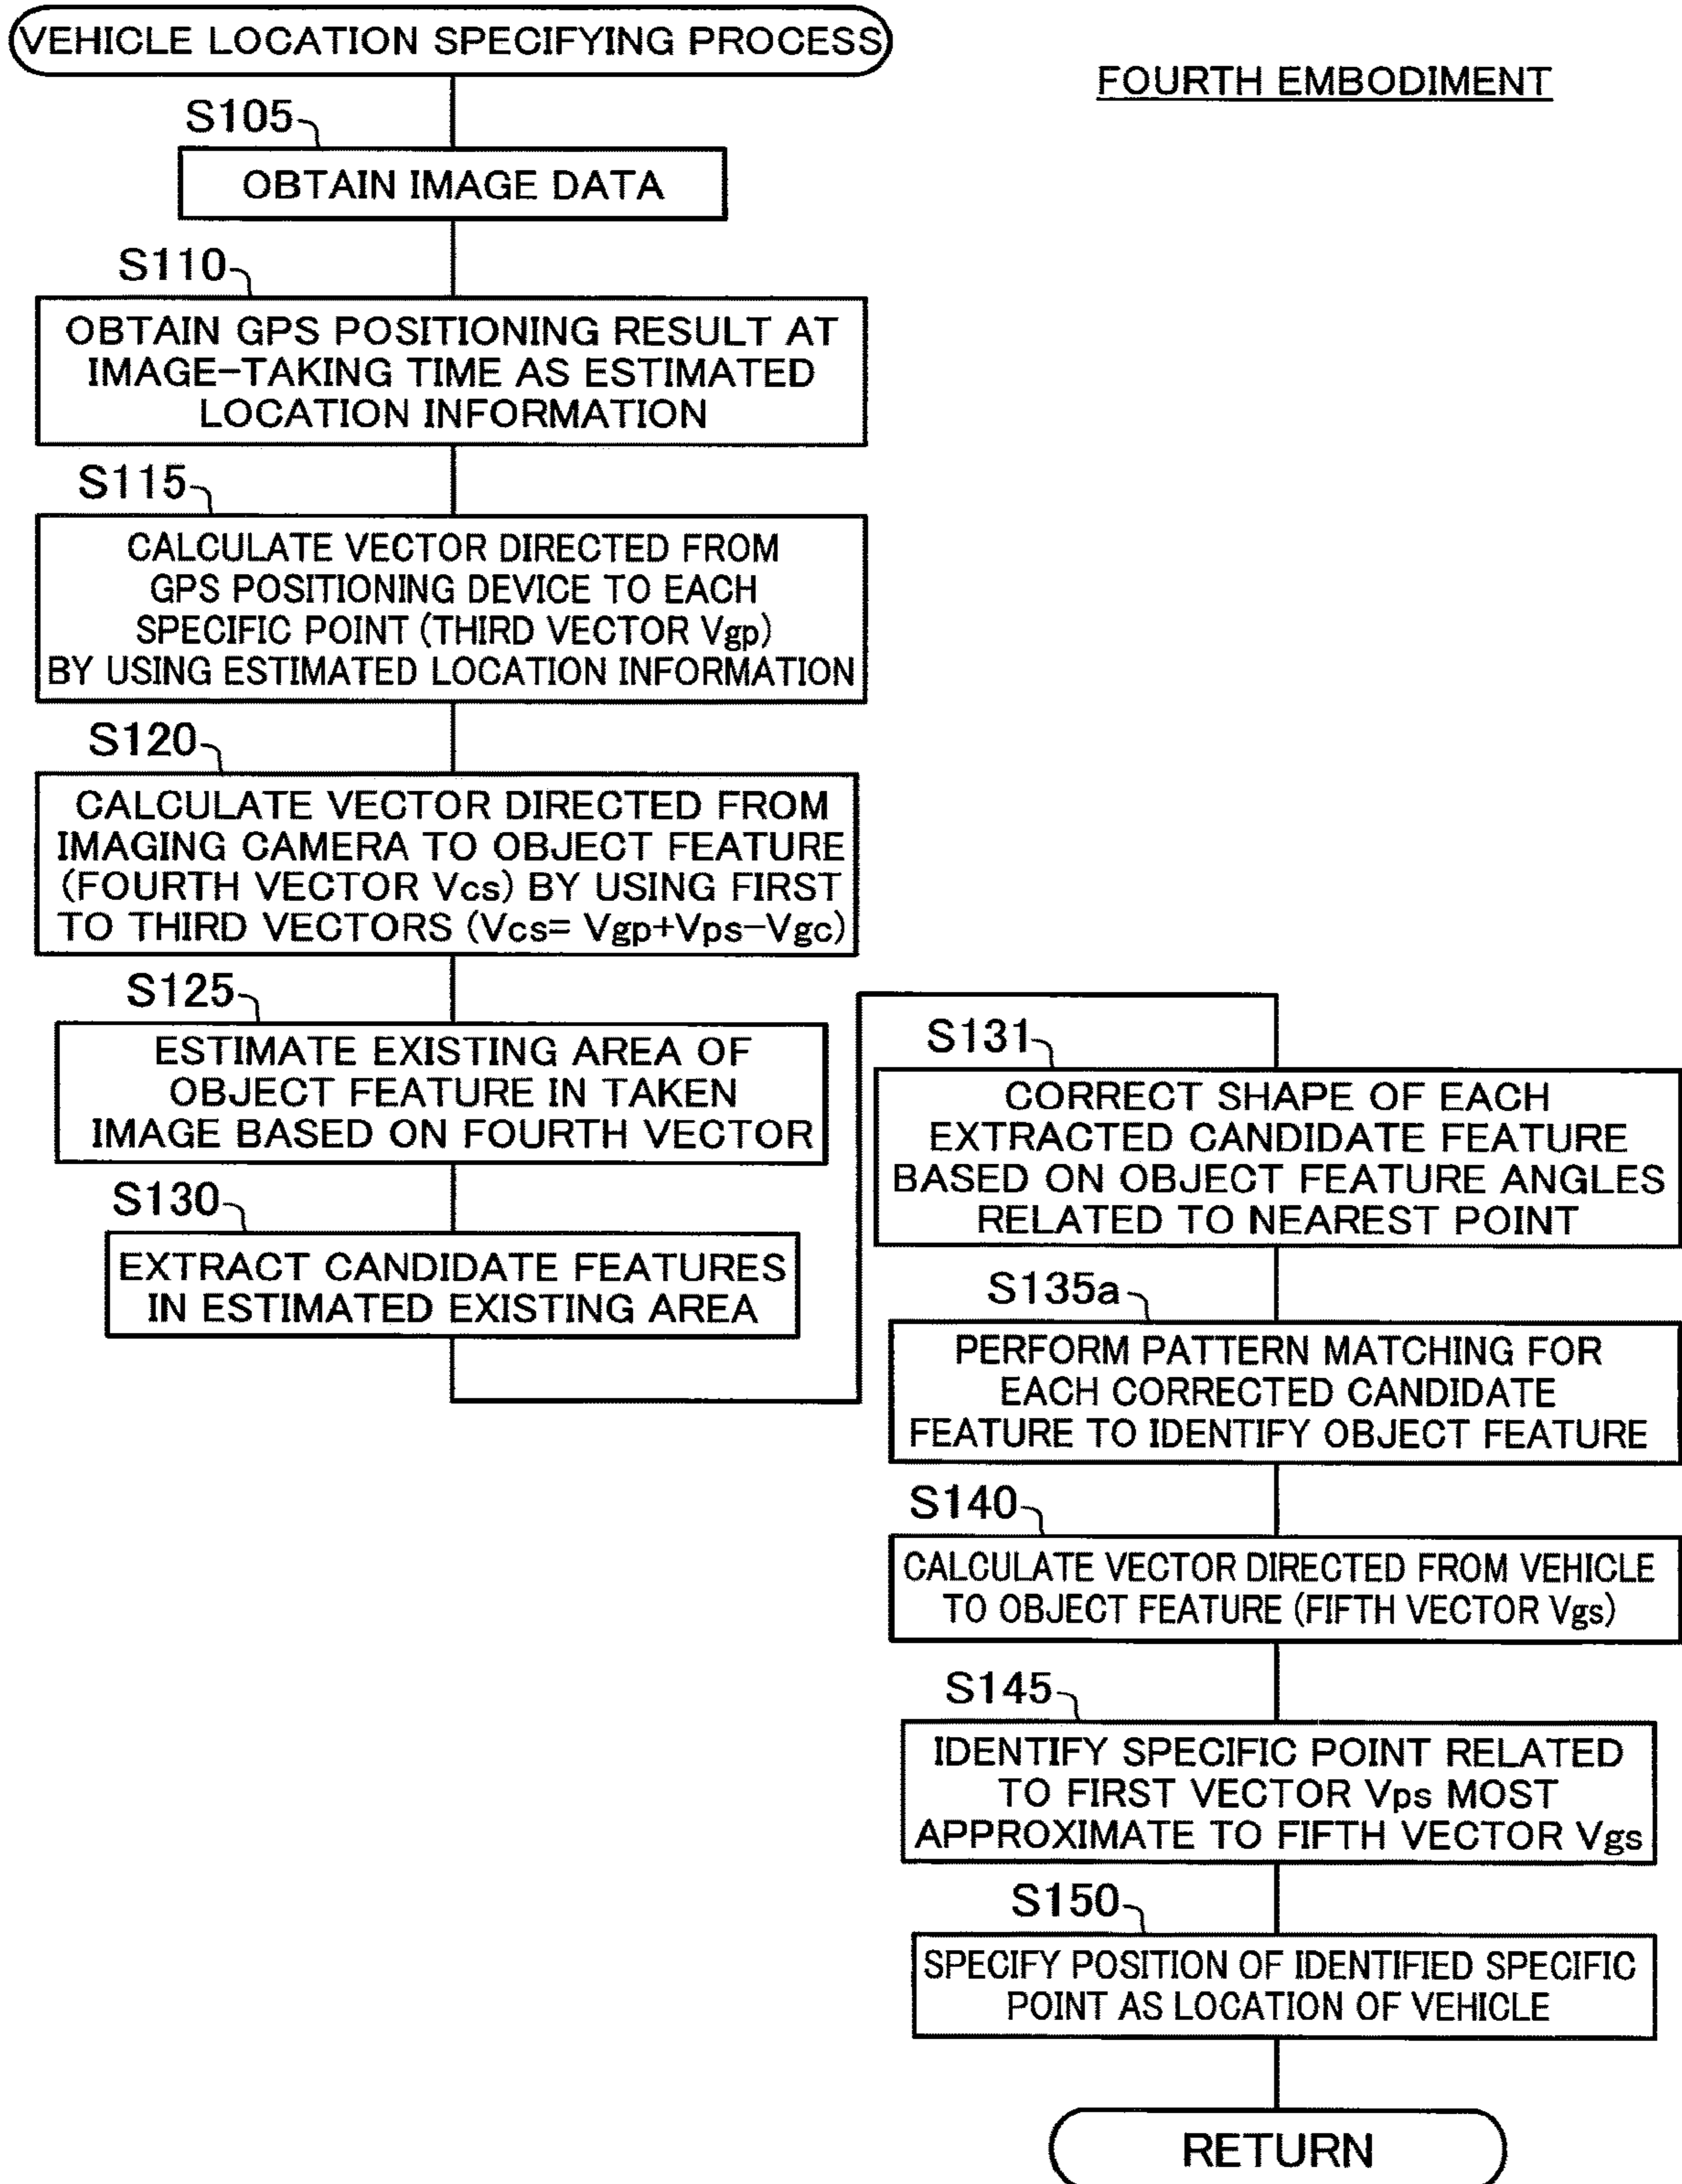 VEHICLE LOCATION SPECIFYING PROCESS
FOURTH EMBODIMENT
S105
OBTAIN IMAGE DATA
S110
OBTAIN GPS POSITIONING RESULT AT
IMAGE-TAKING TIME AS ESTIMATED
LOCATION INFORMATION
S115
CALCULATE VECTOR DIRECTED FROM
GPS POSITIONING DEVICE TO EACH
SPECIFIC POINT (THIRD VECTOR Vgp)
BY USING ESTIMATED LOCATION INFORMATION
S120
CALCULATE VECTOR DIRECTED FROM
IMAGING CAMERA TO OBJECT FEATURE
(FOURTH VECTOR Vcs) BY USING FIRST
TO THIRD VECTORS (Vcs= Vgp+Vps-Vgc)
S125
ESTIMATE EXISTING AREA OF
OBJECT FEATURE IN TAKEN
IMAGE BASED ON FOURTH VECTOR
S130
EXTRACT CANDIDATE FEATURES
IN ESTIMATED EXISTING AREA
S131
CORRECT SHAPE OF EACH
EXTRACTED CANDIDATE FEATURE
BASED ON OBJECT FEATURE ANGLES
RELATED TO NEAREST POINT
S135a
PERFORM PATTERN MATCHING FOR
EACH CORRECTED CANDIDATE
FEATURE TO IDENTIFY OBJECT FEATURE
S140
CALCULATE VECTOR DIRECTED FROM VEHICLE
TO OBJECT FEATURE (FIFTH VECTOR Vgs)
S145
IDENTIFY SPECIFIC POINT RELATED
TO FIRST VECTOR Vps MOST
APPROXIMATE TO FIFTH VECTOR Vgs
S150
SPECIFY POSITION OF IDENTIFIED SPECIFIC
POINT AS LOCATION OF VEHICLE
RETURN